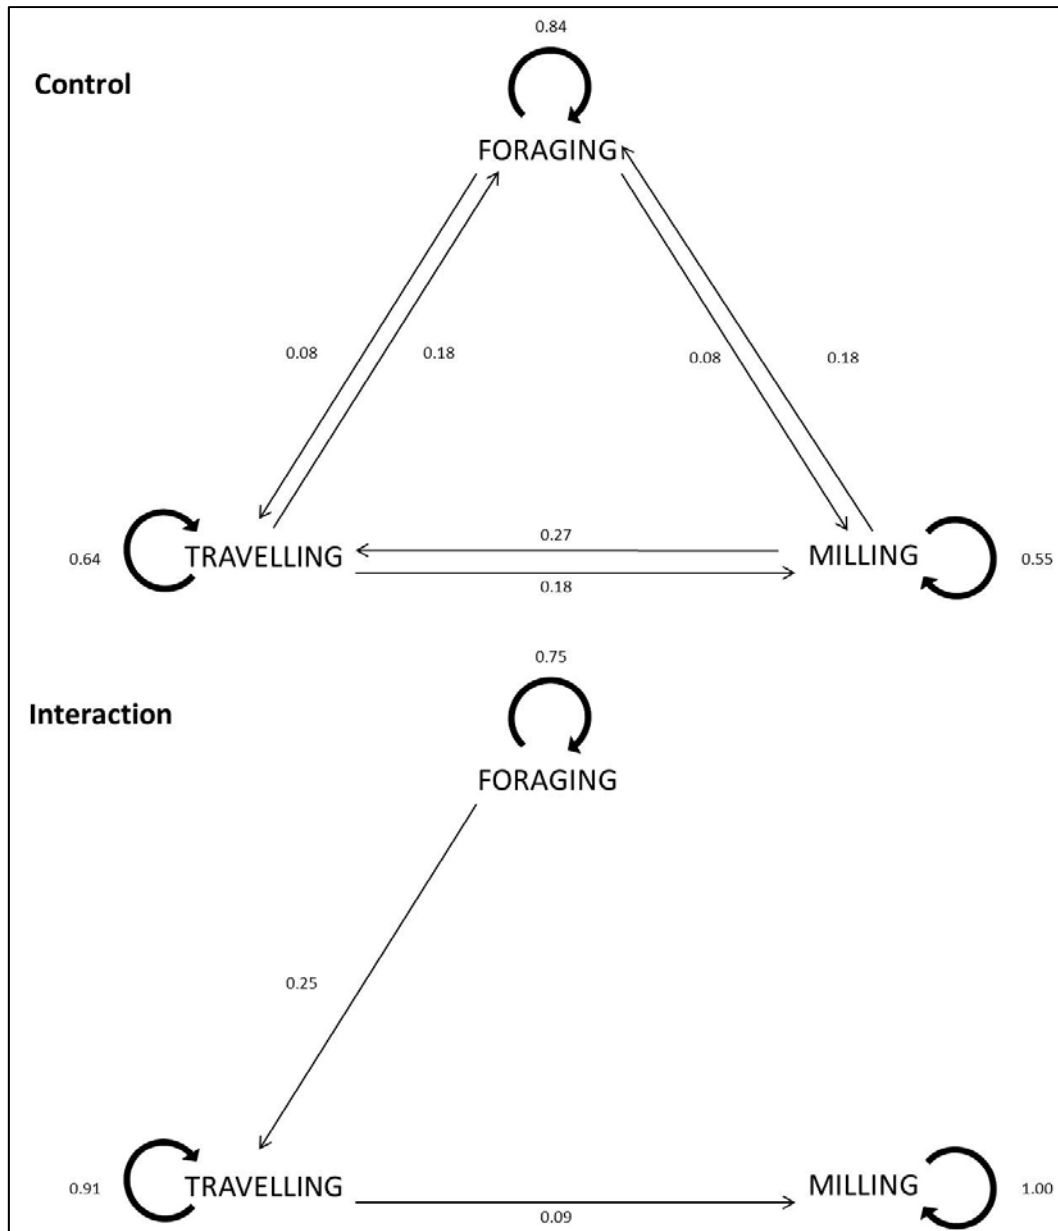 0.84
Control
FORAGING
0.08
0.18
0.08
0.18
0.27
0.64
TRAVELLING
MILLING
0.55
0.18
0.75
Interaction
FORAGING
0.25
0.91
TRAVELLING
MILLING
1.00
0.09